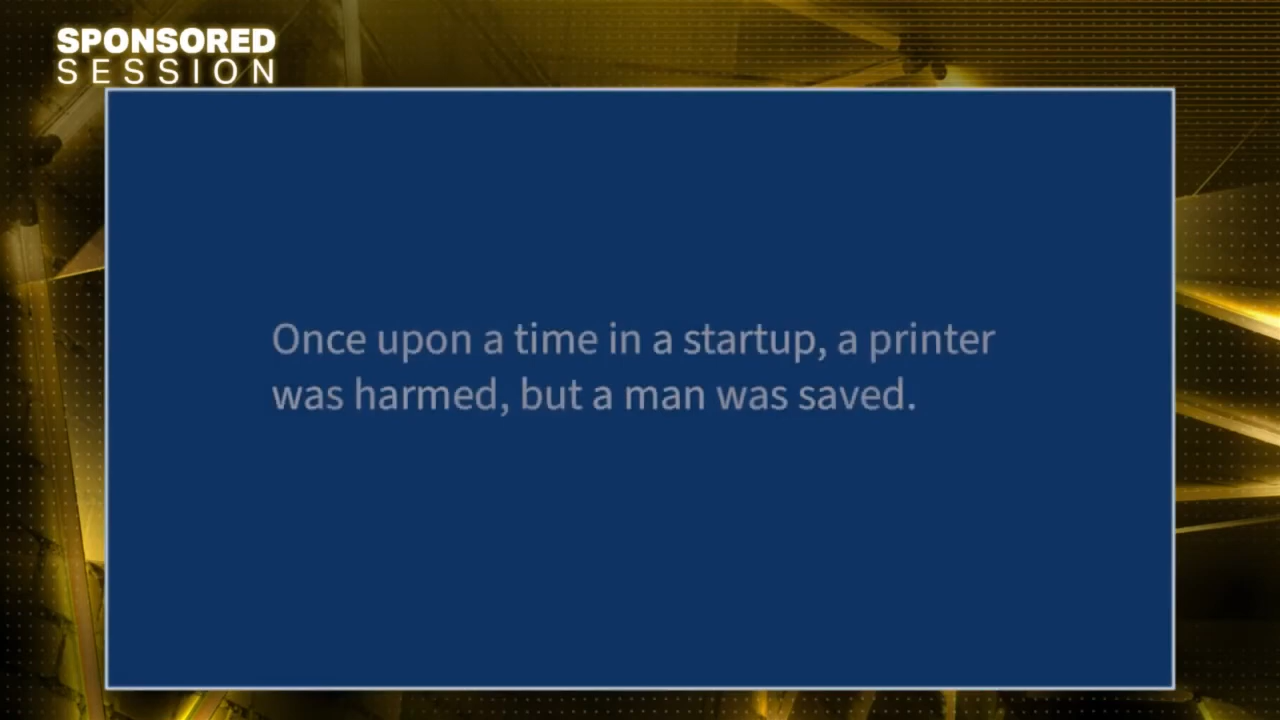 SPONSORED
SESSION
Once upon a time in a startup, a printer
was harmed, but a man was saved.